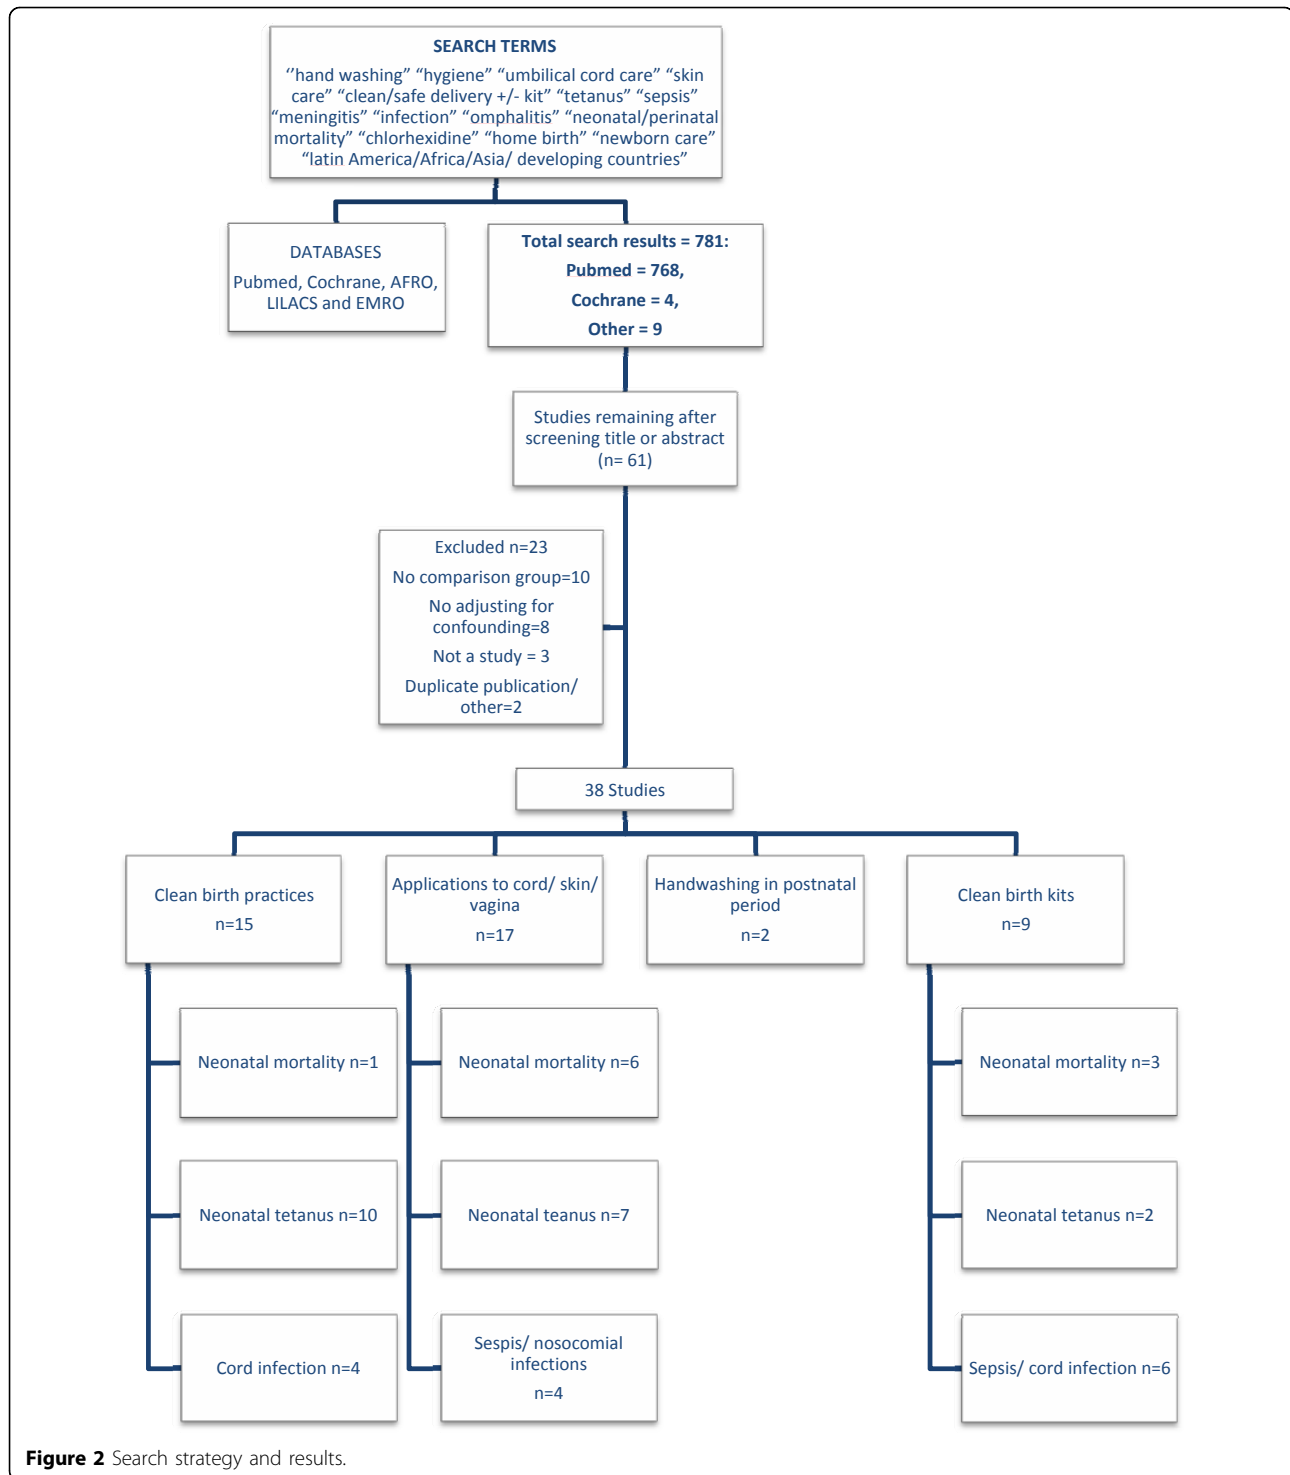 SEARCH TERMS
‘’hand washing” “hygiene” “umbilical cord care” “skin
care” “clean/safe delivery +/- kit” “tetanus” “sepsis”
“meningitis” “infection” “omphalitis” “neonatal/perinatal
mortality” “chlorhexidine” “home birth” “newborn care”
“latin America/Africa/Asia/ developing countries”
DATABASES
Pubmed, Cochrane, AFRO,
LILACS and EMRO
Total search results = 781:
Pubmed = 768,
Cochrane = 4,
Other = 9
Studies remaining after
screening title or abstract
(n= 61)
Excluded n=23
No comparison group=10
No adjusting for
confounding=8
Not a study = 3
Duplicate publication/
other=2
38 Studies
Clean birth practices
n=15
Applications to cord/ skin/
vagina
n=17
Handwashing in postnatal
period
n=2
Clean birth kits
n=9
Neonatal mortality n=1
Neonatal mortality n=6
Neonatal mortality n=3
Neonatal tetanus n=10
Neonatal teanus n=7
Neonatal tetanus n=2
Cord infection n=4
Sespis/ nosocomial
infections
n=4
Sepsis/ cord infection n=6
Figure 2 Search strategy and results.